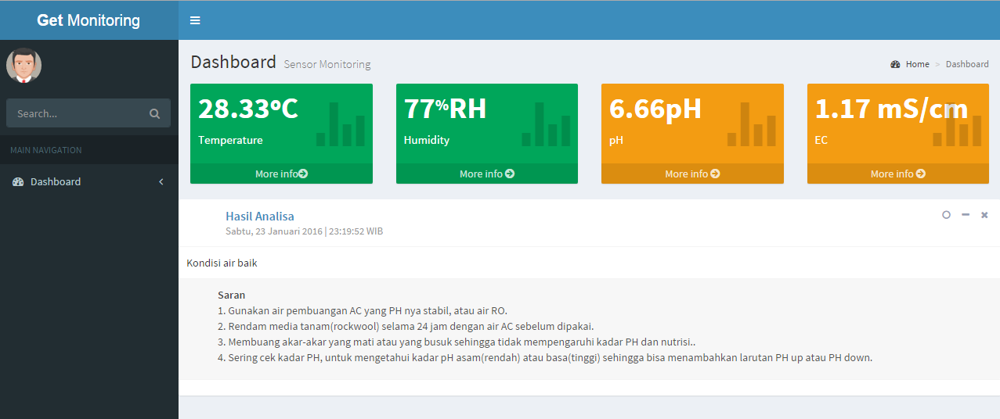 Get Monitoring
Search...
MAIN NAVIGATION
Dashboard
Dashboard Sensor Monitoring
Home > Dashboard
28.33ºC
Temperature
More info
77%RH
Humidity
More info
6.66pH
pH
More info
1.17 mS/cm
EC
More info
Hasil Analisa
Sabtu, 23 Januari 2016 | 23:19:52 WIB
Kondisi air baik
Saran
1. Gunakan air pembuangan AC yang PH nya stabil, atau air RO.
2. Rendam media tanam(rockwool) selama 24 jam dengan air AC sebelum dipakai.
3. Membuang akar-akar yang mati atau yang busuk sehingga tidak mempengaruhi kadar PH dan nutrisi..
4. Sering cek kadar PH, untuk mengetahui kadar pH asam(rendah) atau basa(tinggi) sehingga bisa menambahkan larutan PH up atau PH down.